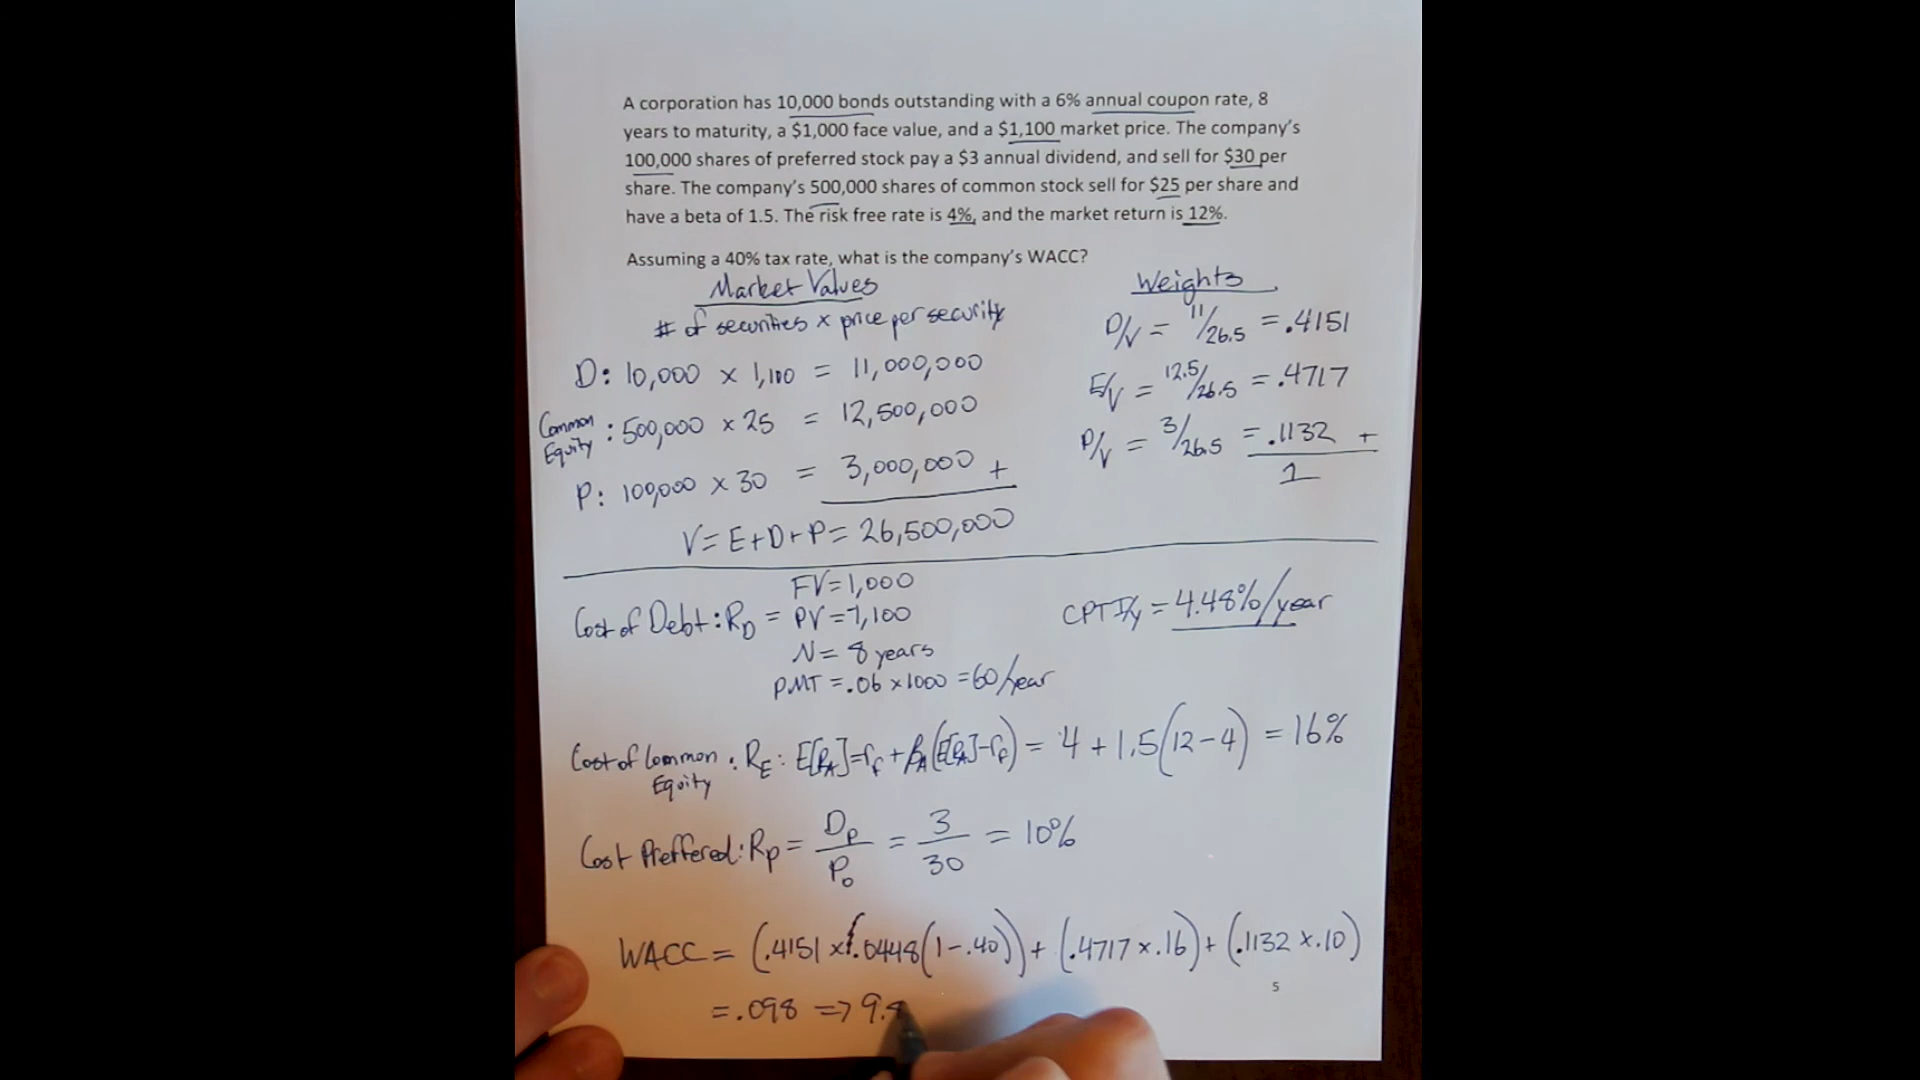 A corporation has 10,000 bonds outstanding with a 6% annual coupon rate, 8
years to maturity, a $1,000 face value, and a $1,100 market price. The company's
100,000 shares of preferred stock pay a $3 annual dividend, and sell for $30 per
share. The company's 500,000 shares of common stock sell for $25 per share and
have a beta of 1.5. The risk free rate is 4%, and the market return is 12%.
Assuming a 40% tax rate, what is the company's WACC?
Market Values
# of securities x price per security
D: 10,000 x 1,100 = 11,000,000
Common Equity : 500,000 x 25 = 12,500,000
P: 100,000 x 30 = 3,000,000 +
V = E+D+P = 26,500,000
Weights
D/V = 11/26.5 = .4151
E/V = 12.5/26.5 = .4717
P/V = 3/26.5 = .1132 +
1
FV=1,000
Cost of Debt: RD = PV=-1,100
N= 8 years
PMT = .06 x 1000 = 60/year
CPT I/Y = 4.48%/year
Cost of Common Equity : RE : E[RA]=rf + βA(E[RA]-rf) = 4 + 1.5(12-4) = 16%
Cost Preffered: RP = DP/P0 = 3/30 = 10%
WACC = (.4151 x (.0448(1-.40)) + (.4717 x .16) + (.1132 x .10)
= .098 => 9.8
5